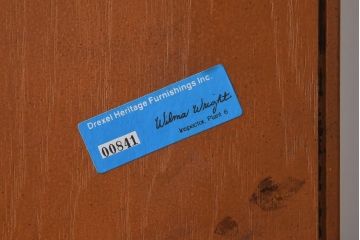 Drexel Heritage Furnishings Inc.
Wilma Wright
00841
Inspector, Plant 6